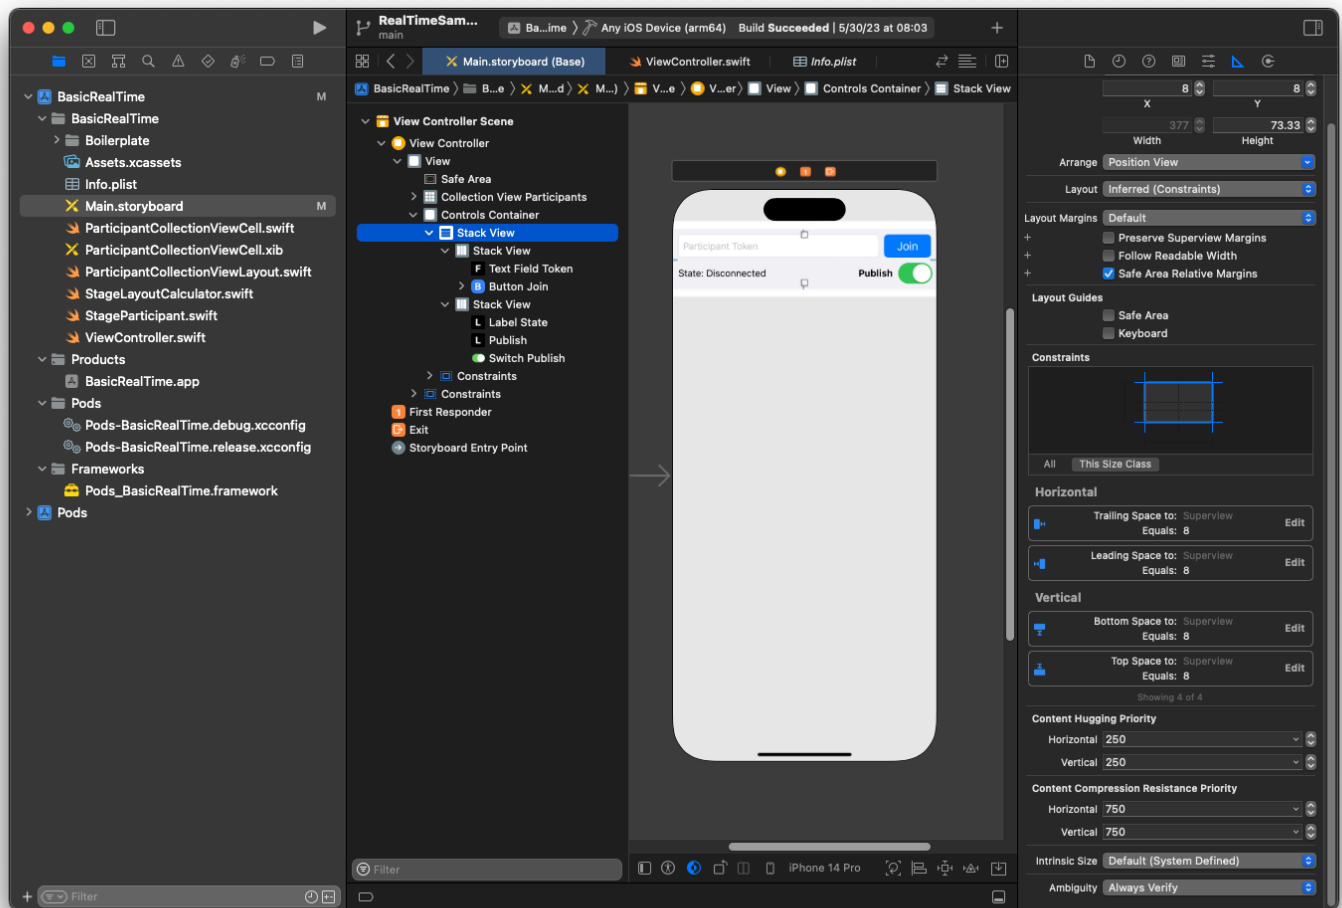 RealTimeSam...
main
Ba...ime
Any iOS Device (arm64)
Build Succeeded | 5/30/23 at 08:03
Main.storyboard (Base)
ViewController.swift
Info.plist
BasicRealTime
B...e
M...d
M...)
V...e
V...er)
View
Controls Container
Stack View
BasicRealTime
M
BasicRealTime
Boilerplate
Assets.xcassets
Info.plist
Main.storyboard
M
ParticipantCollectionViewCell.swift
ParticipantCollectionViewCell.xib
ParticipantCollectionViewLayout.swift
StageLayoutCalculator.swift
StageParticipant.swift
ViewController.swift
Products
BasicRealTime.app
Pods
Pods-BasicRealTime.debug.xcconfig
Pods-BasicRealTime.release.xcconfig
Frameworks
Pods_BasicRealTime.framework
Pods
Filter
View Controller Scene
View Controller
View
Safe Area
Collection View Participants
Controls Container
Stack View
Stack View
F Text Field Token
B Button Join
Stack View
L Label State
L Publish
Switch Publish
Constraints
Constraints
1 First Responder
Exit
Storyboard Entry Point
Filter
Participant Token
Join
State: Disconnected
Publish
iPhone 14 Pro
8
8
X
Y
377
73.33
Width
Height
Arrange Position View
Layout Inferred (Constraints)
Layout Margins Default
Preserve Superview Margins
Follow Readable Width
Safe Area Relative Margins
Layout Guides
Safe Area
Keyboard
Constraints
All
This Size Class
Horizontal
Trailing Space to: Superview
Equals: 8
Edit
Leading Space to: Superview
Equals: 8
Edit
Vertical
Bottom Space to: Superview
Equals: 8
Edit
Top Space to: Superview
Equals: 8
Edit
Showing 4 of 4
Content Hugging Priority
Horizontal 250
Vertical 250
Content Compression Resistance Priority
Horizontal 750
Vertical 750
Intrinsic Size Default (System Defined)
Ambiguity Always Verify